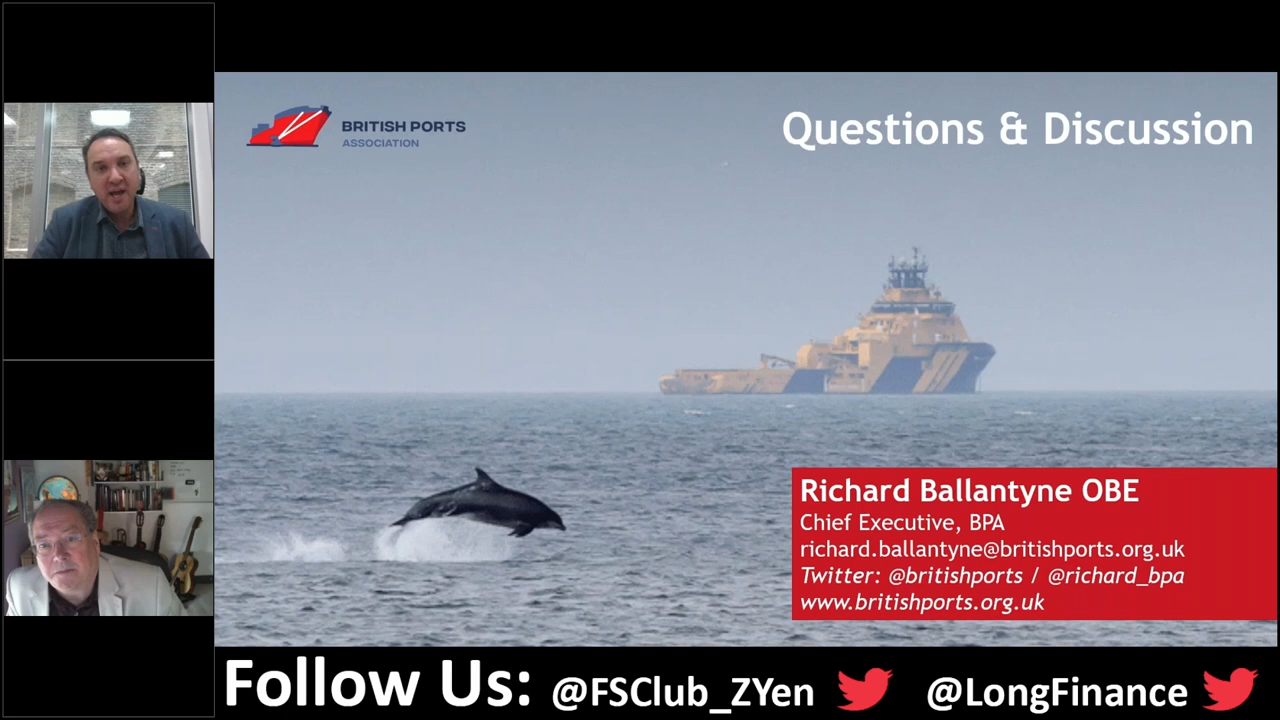 BRITISH PORTS
ASSOCIATION
Questions & Discussion
Richard Ballantyne OBE
Chief Executive, BPA
richard.ballantyne@britishports.org.uk
Twitter: @britishports / @richard_bpa
www.britishports.org.uk
Follow Us: @FSClub_ZYen @LongFinance